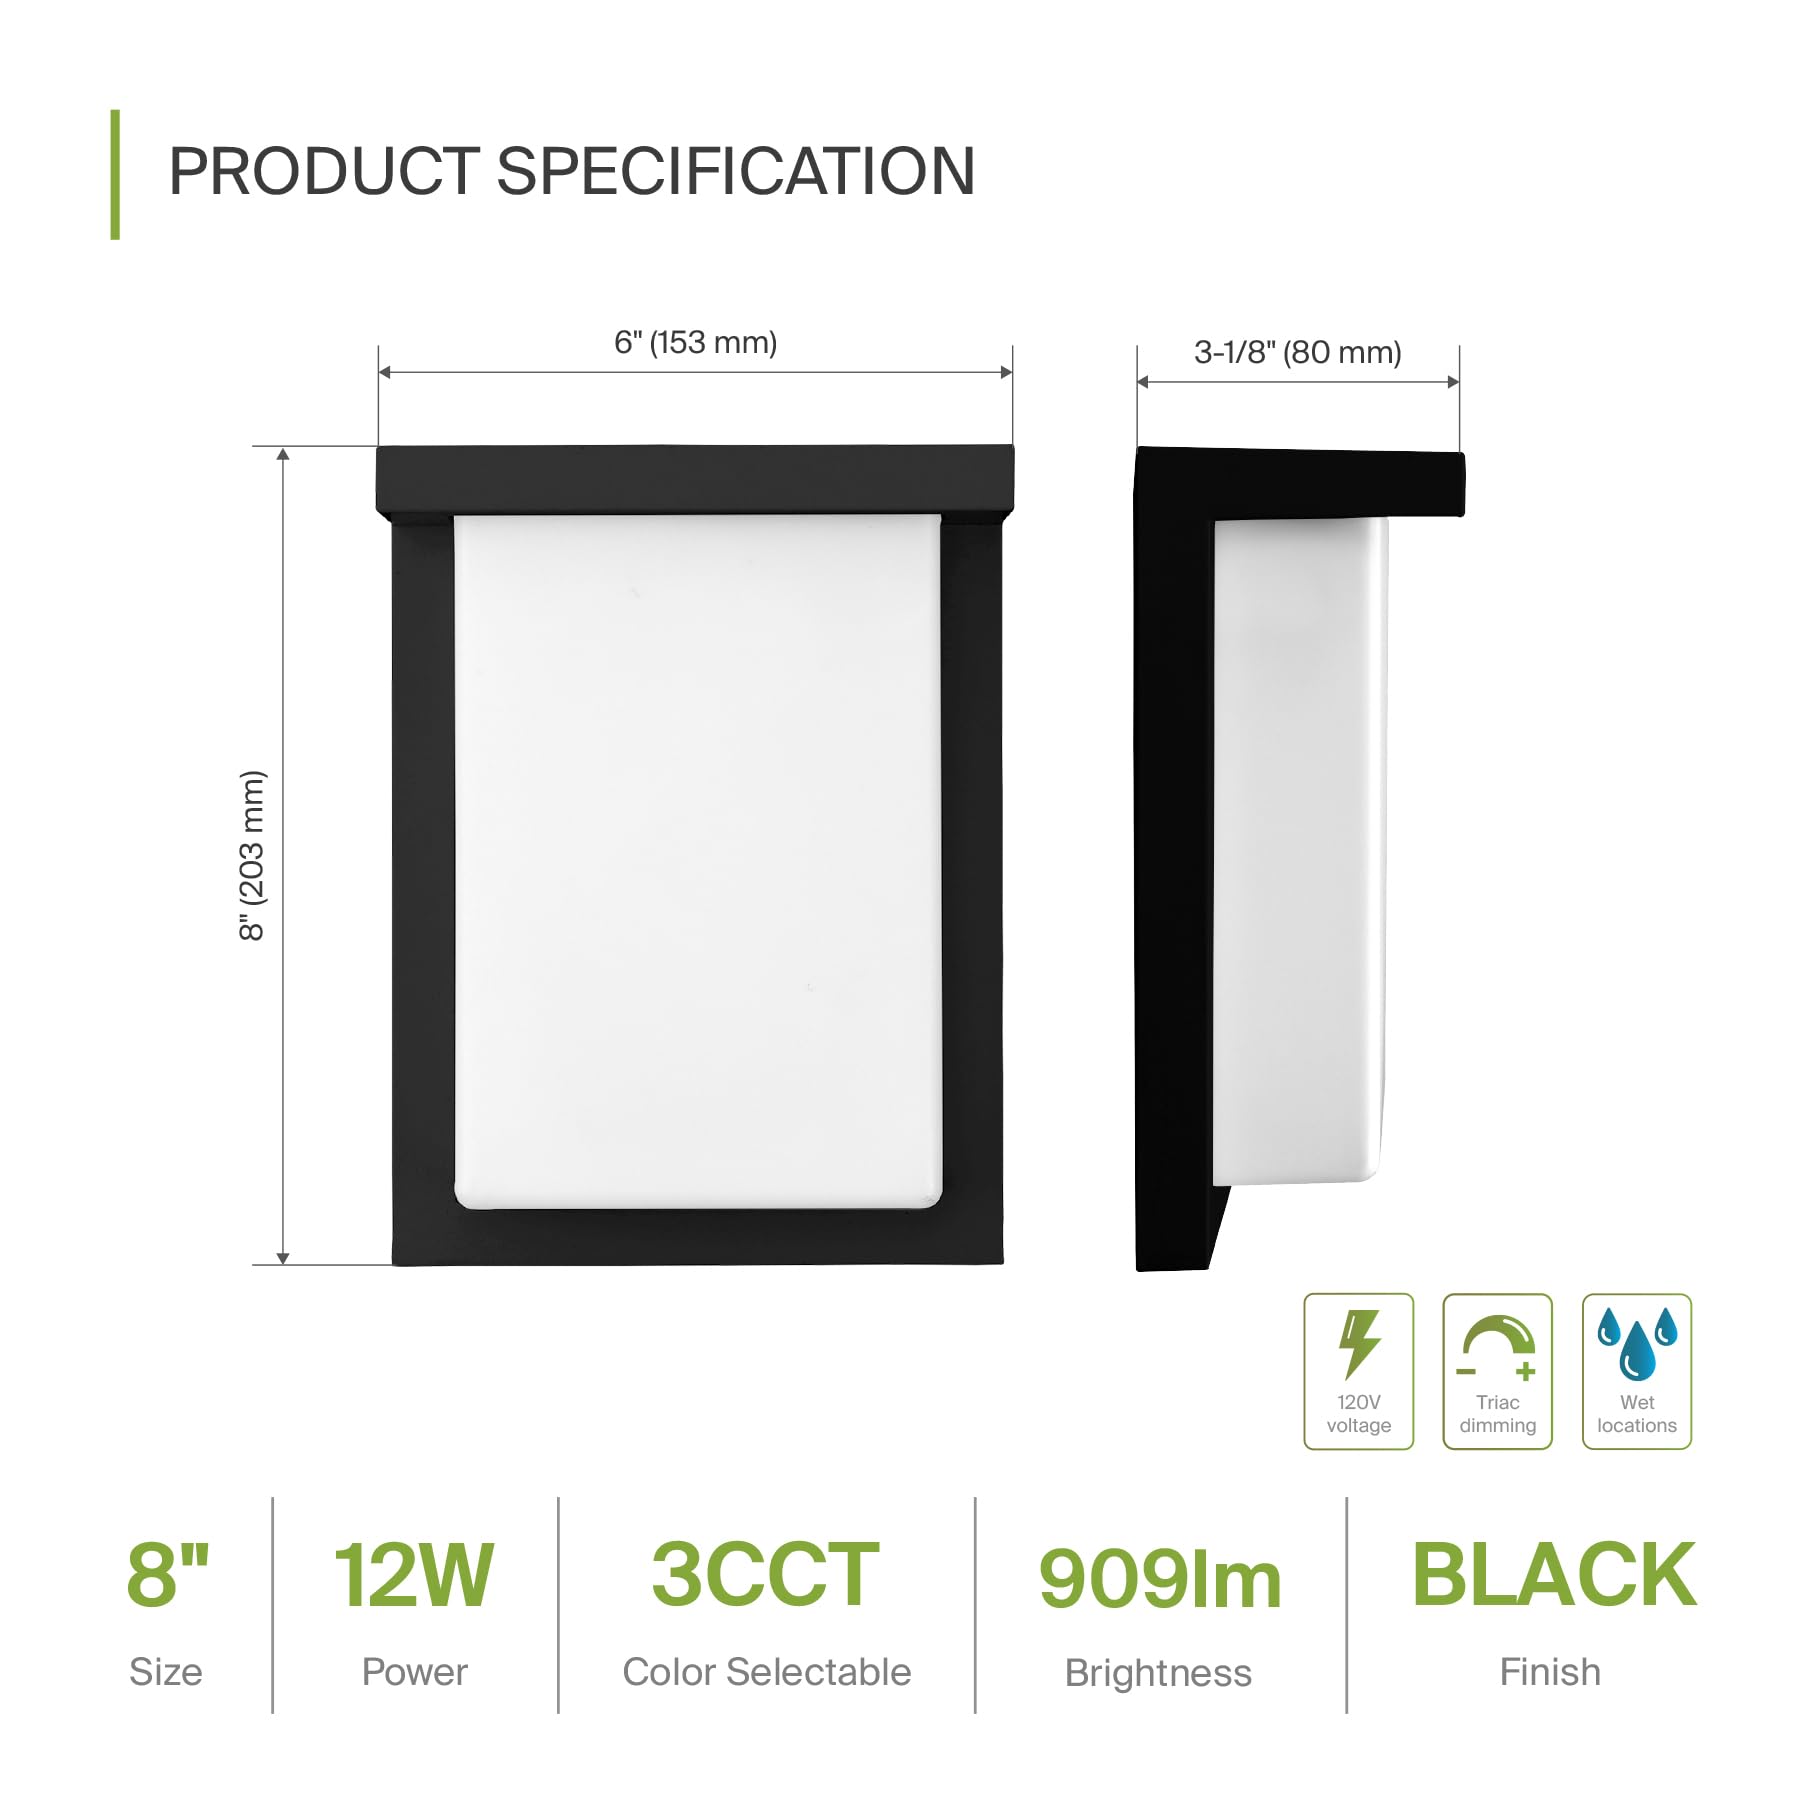 PRODUCT SPECIFICATION
6" (153 mm)
3-1/8" (80 mm)
8" (203 mm)
120V
voltage
Triac
dimming
Wet
locations
8"
Size
12W
Power
3CCT
Color Selectable
909lm
Brightness
BLACK
Finish